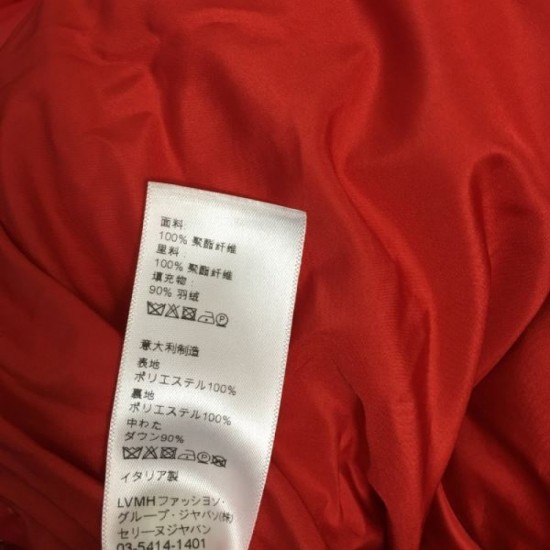 面料:
100% 聚酯纤维
里料:
100% 聚酯纤维
填充物:
90% 羽绒
意大利制造
表地
ポリエステル100%
裏地
ポリエステル100%
中わた
ダウン90%
イタリア製
LVMHファッション・
グループ・ジャパン(株)
セリーヌジャパン
03-5414-1401